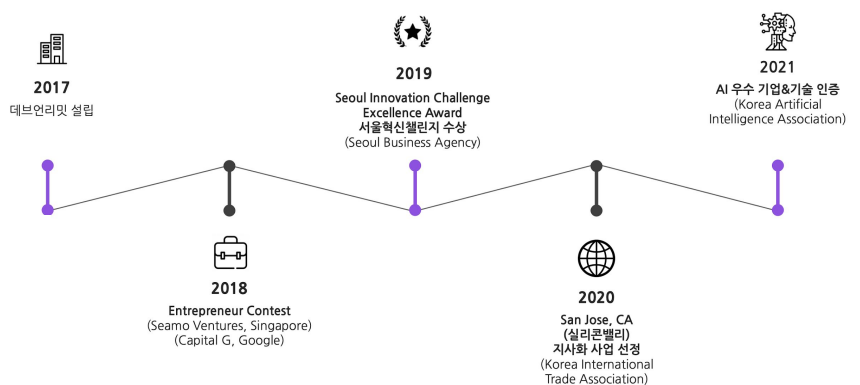 2017
데브언리밋 설립
2018
Entrepreneur Contest
(Seamo Ventures, Singapore)
(Capital G, Google)
2019
Seoul Innovation Challenge
Excellence Award
서울혁신챌린지 수상
(Seoul Business Agency)
2020
San Jose, CA
(실리콘밸리)
지사화 사업 선정
(Korea International
Trade Association)
2021
AI 우수 기업&기술 인증
(Korea Artificial
Intelligence Association)